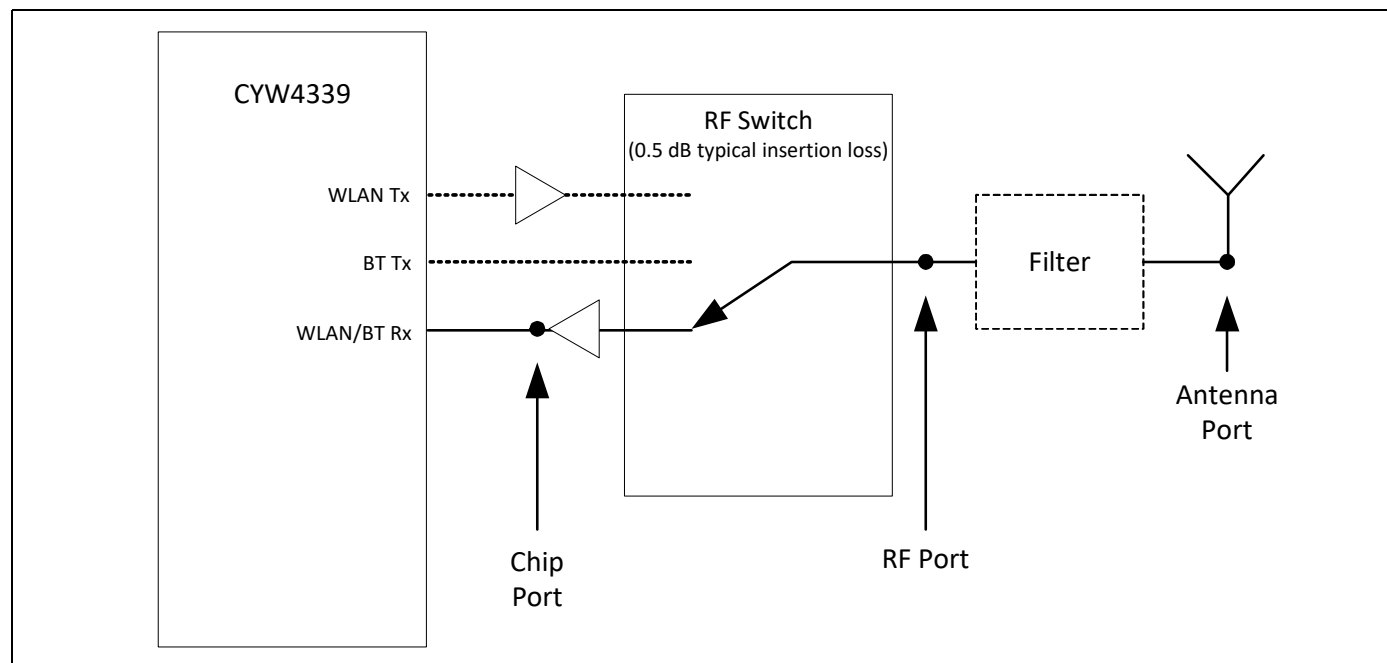 CYW4339
RF Switch
(0.5 dB typical insertion loss)
WLAN Tx
BT Tx
Filter
WLAN/BT Rx
Antenna
Port
Chip
Port
RF Port